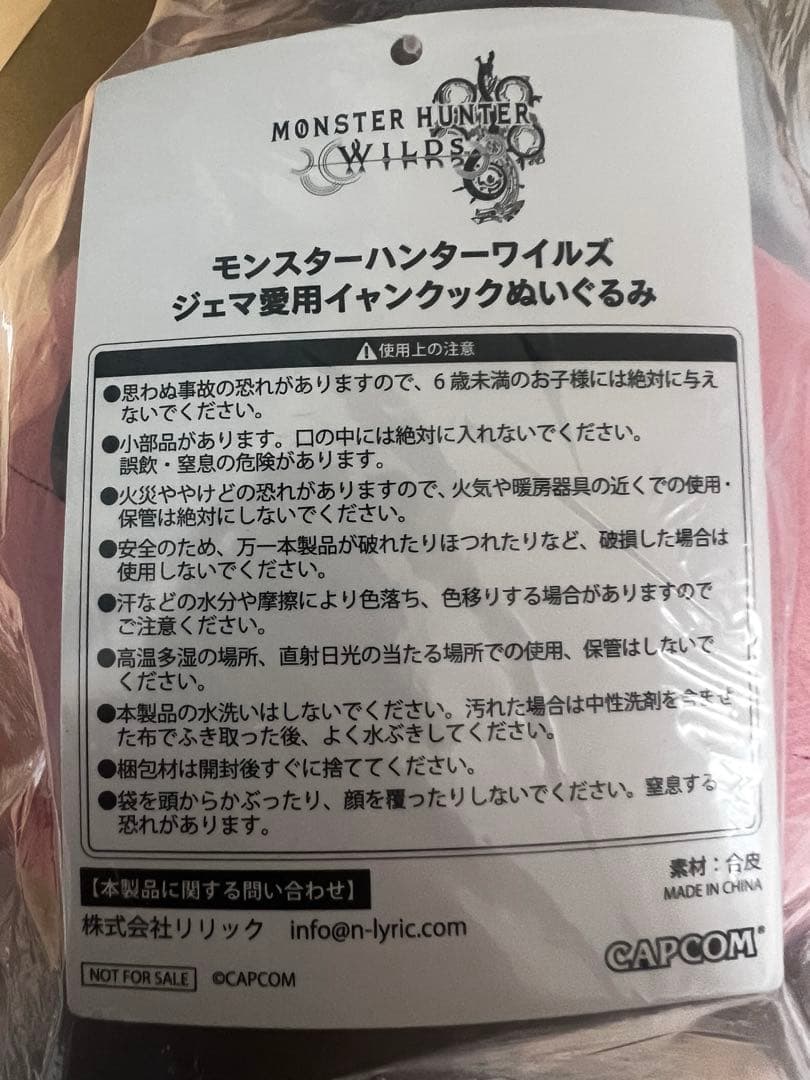 MONSTER HUNTER
WILDS
モンスターハンターワイルズ
ジェマ愛用イャンクックぬいぐるみ
使用上の注意
●思わぬ事故の恐れがありますので、6歳未満のお子様には絶対に与え
ないでください。
●小部品があります。口の中には絶対に入れないでください。
誤飲・窒息の危険があります。
●火災ややけどの恐れがありますので、火気や暖房器具の近くでの使用・
保管は絶対にしないでください。
●安全のため、万一本製品が破れたりほつれたりなど、破損した場合は
使用しないでください。
●汗などの水分や摩擦により色落ち、色移りする場合がありますので
ご注意ください。
●高温多湿の場所、直射日光の当たる場所での使用、保管はしないで
ください。
●本製品の水洗いはしないでください。汚れた場合は中性洗剤を含ませ
た布でふき取った後、よく水ぶきしてください。
●梱包材は開封後すぐに捨ててください。
●袋を頭からかぶったり、顔を覆ったりしないでください。窒息する
恐れがあります。
素材：合皮
MADE IN CHINA
【本製品に関する問い合わせ】
株式会社リリック info@n-lyric.com
CAPCOM®
NOT FOR SALE ©CAPCOM